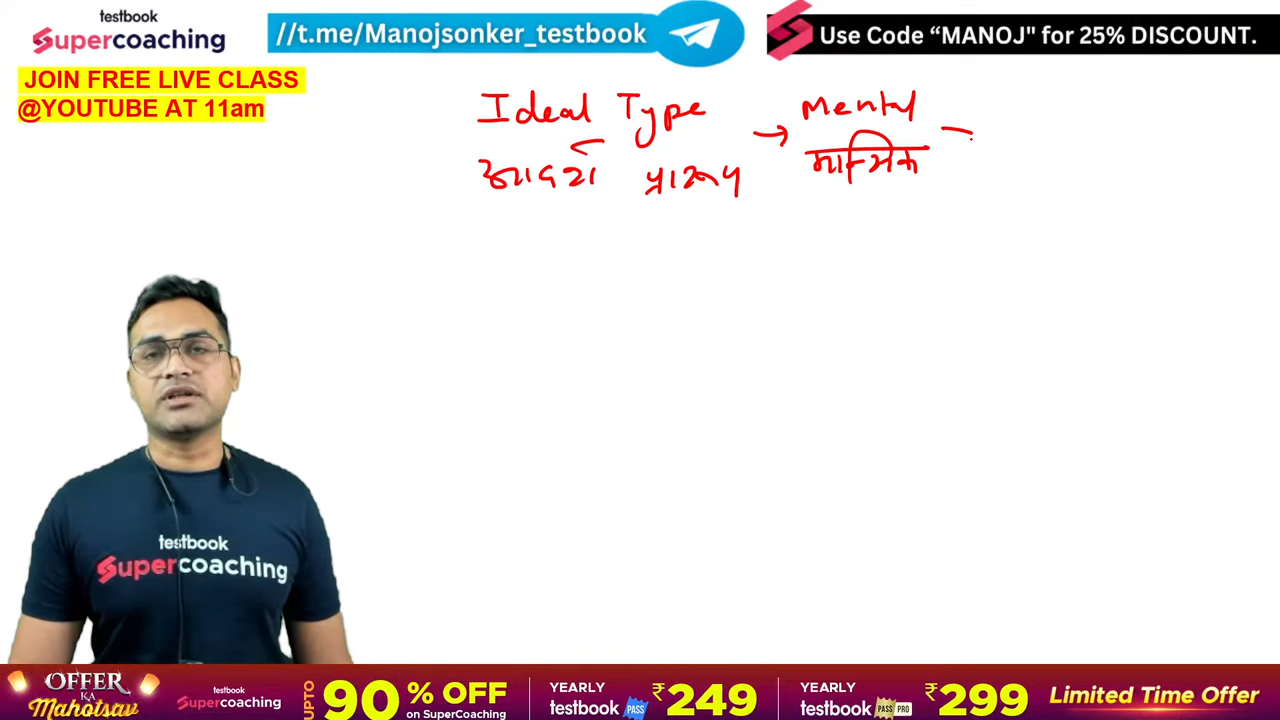 testbook
Supercoaching
//t.me/Manojsonker_testbook
Use Code “MANOJ" for 25% DISCOUNT.
JOIN FREE LIVE CLASS
@YOUTUBE AT 11am
Ideal Type → Mental
आदर्श प्रारूप मानसिक
testbook
Supercoaching
OFFER
KA
Mahotsav
testbook
Supercoaching
UPTO 90% OFF
on SuperCoaching
YEARLY
testbook PASS
₹249
YEARLY
testbook PASS PRO
₹299
Limited Time Offer